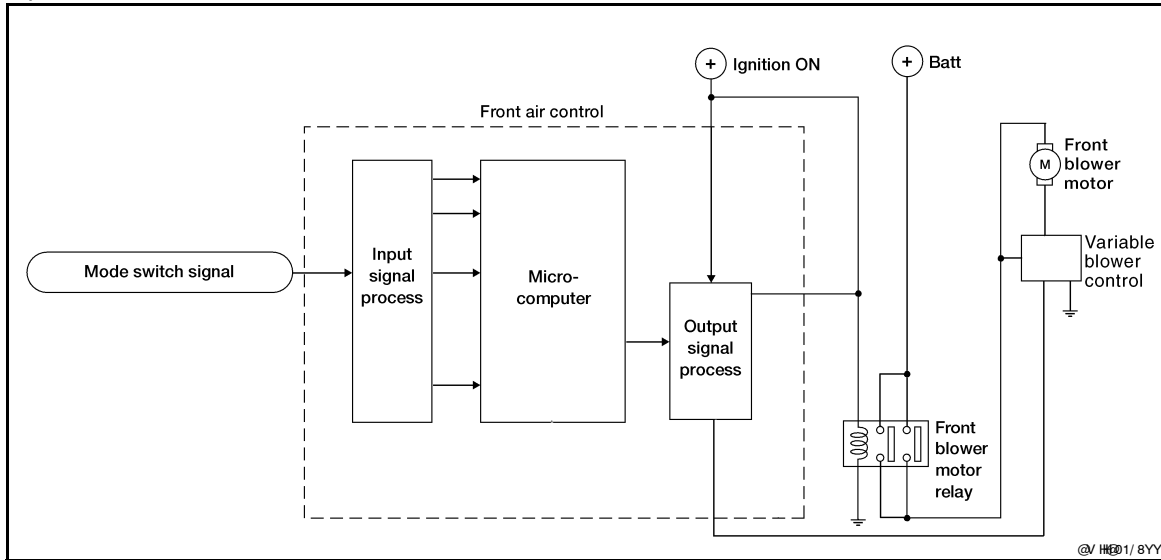 Ignition ON
Batt
Front air control
Front
blower
motor
M
Mode switch signal
Input
signal
process
Micro-
computer
Output
signal
process
Variable
blower
control
Front
blower
motor
relay